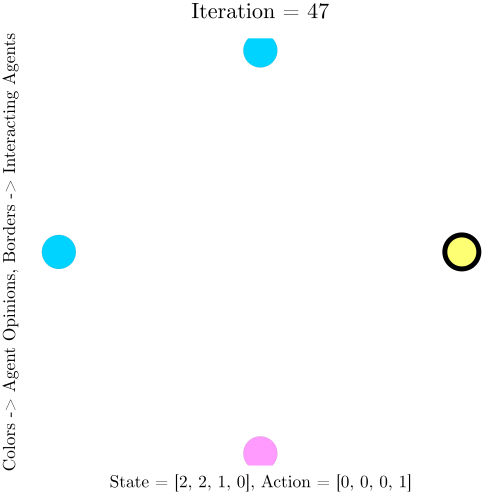 Iteration = 47
Colors -> Agent Opinions, Borders -> Interacting Agents
State = [2, 2, 1, 0], Action = [0, 0, 0, 1]